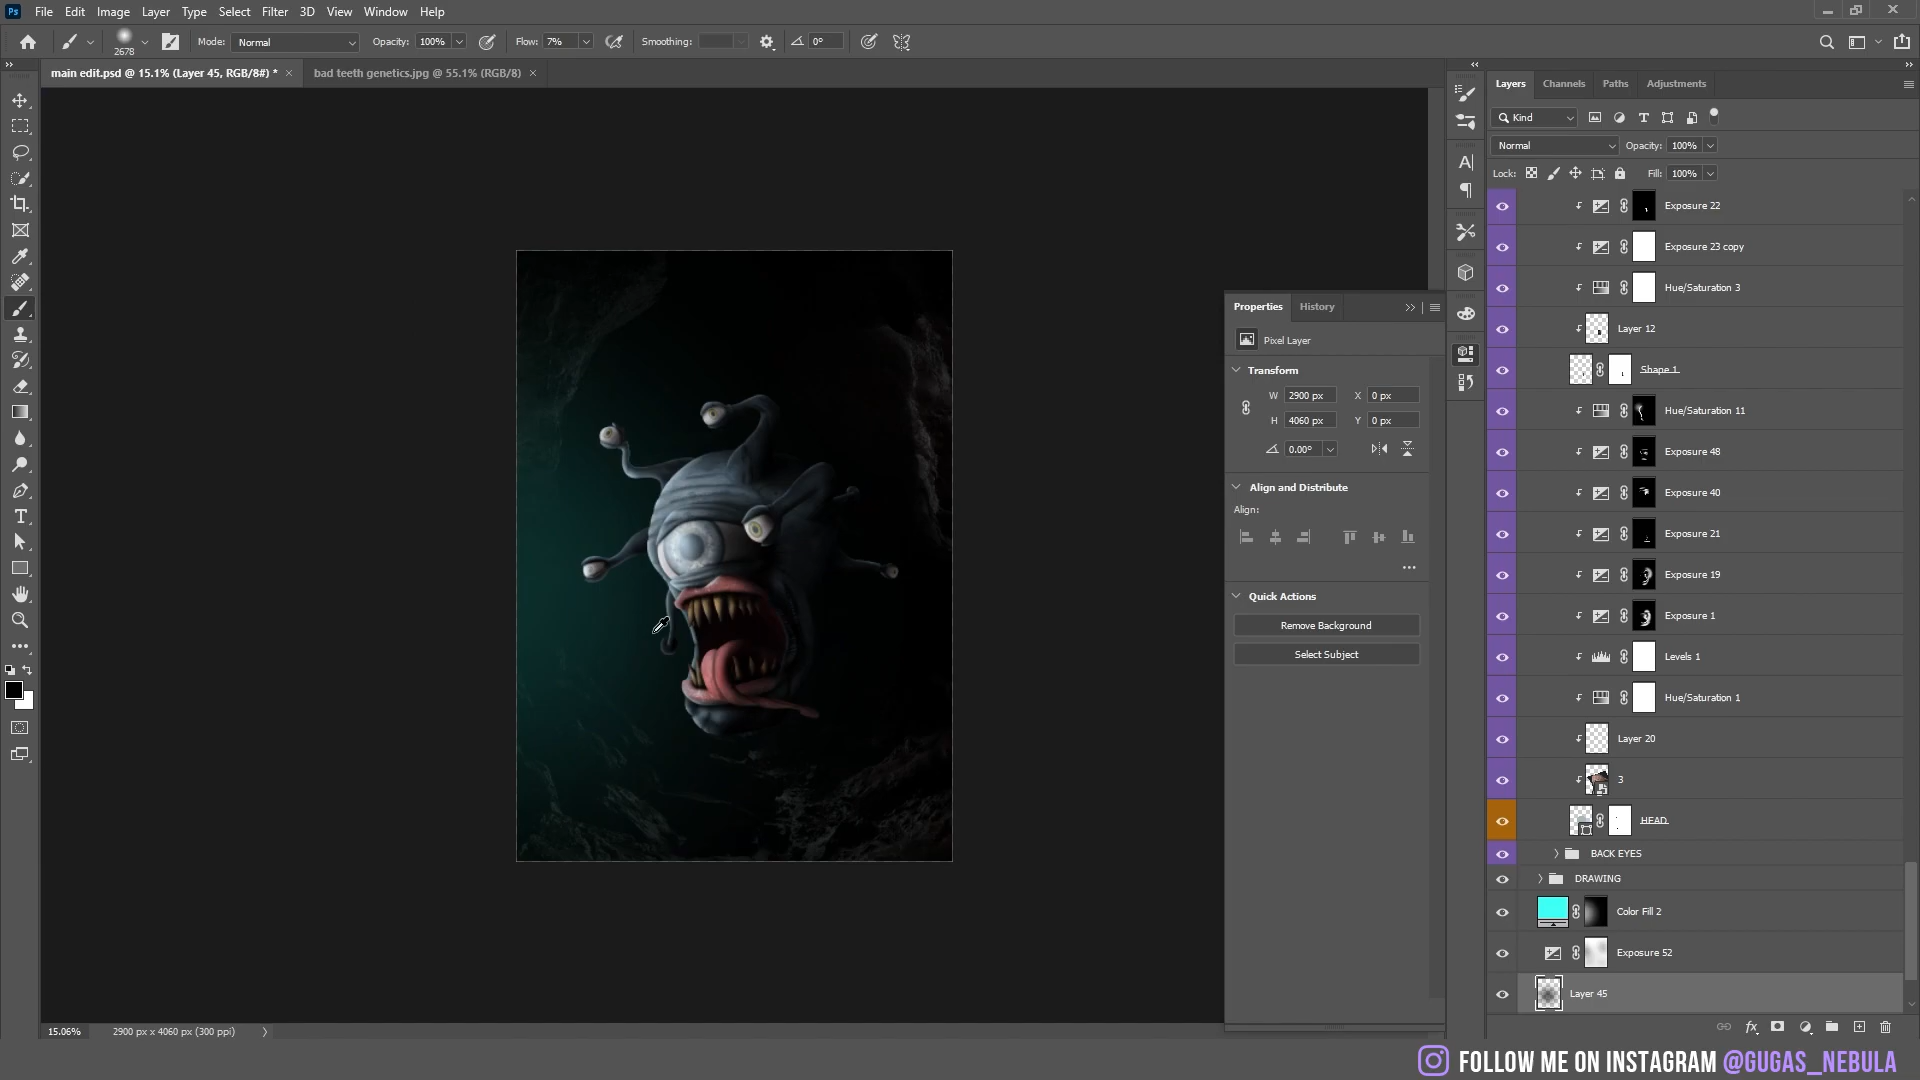 Ps File Edit Image Layer Type Select Filter 3D View Window Help
2678 Mode: Normal Opacity: 100% Flow: 7% Smoothing: 0°
main edit.psd @ 15.1% (Layer 45, RGB/8#) *
bad teeth genetics.jpg @ 55.1% (RGB/8)
Properties History
Pixel Layer
Transform
W 2900 px X 0 px
H 4060 px Y 0 px
0.00°
Align and Distribute
Align:
Quick Actions
Remove Background
Select Subject
Layers Channels Paths Adjustments
Kind
Normal Opacity: 100%
Lock: Fill: 100%
Exposure 22
Exposure 23 copy
Hue/Saturation 3
Layer 12
Shape 1
Hue/Saturation 11
Exposure 48
Exposure 40
Exposure 21
Exposure 19
Exposure 1
Levels 1
Hue/Saturation 1
Layer 20
3
HEAD
BACK EYES
DRAWING
Color Fill 2
Exposure 52
Layer 45
fx
15.06% 2900 px x 4060 px (300 ppi)
FOLLOW ME ON INSTAGRAM @GUGAS_NEBULA